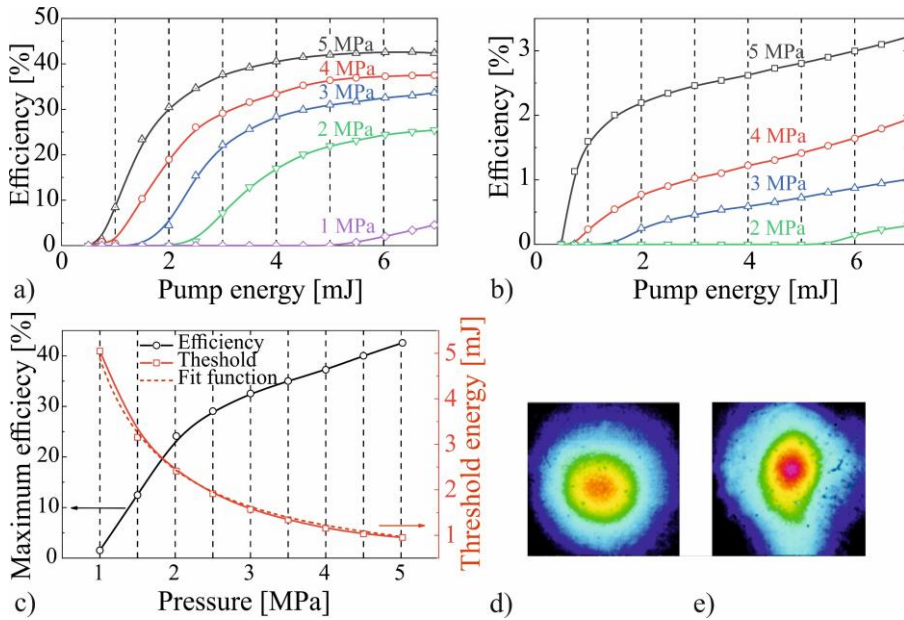 50
40
30
20
10
0
Efficiency [%]
5 MPa
4 MPa
3 MPa
2 MPa
1 MPa
0 2 4 6
Pump energy [mJ]
a)
3
2
1
0
Efficiency [%]
5 MPa
4 MPa
3 MPa
2 MPa
0 2 4 6
Pump energy [mJ]
b)
40
30
20
10
0
Maximum efficiecy [%]
Efficiency
Theshold
Fit function
5
4
3
2
1
Threshold energy [mJ]
1 2 3 4 5
Pressure [MPa]
c)
d)
e)